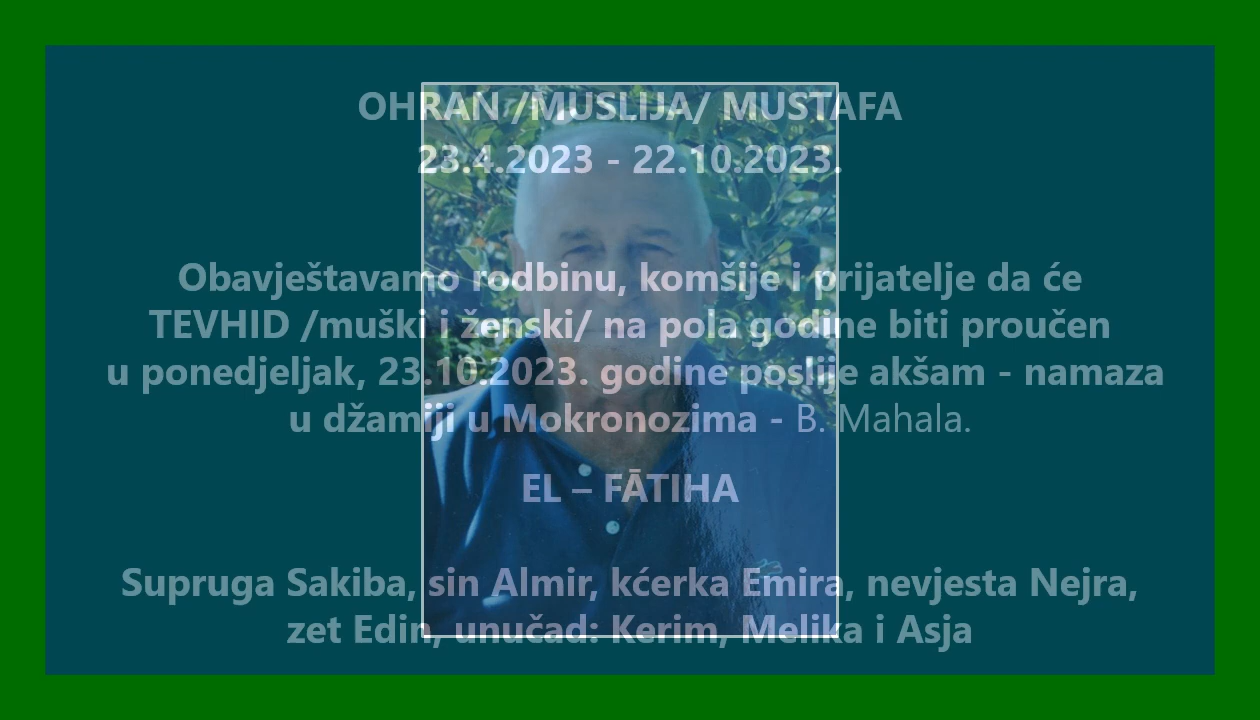 OHRAN /MUSLIJA/ MUSTAFA
23.4.2023 - 22.10.2023.
Obavještavamo rodbinu, komšije i prijatelje da će
TEVHID /muški i ženski/ na pola godine biti proučen
u ponedjeljak, 23.10.2023. godine poslije akšam - namaza
u džamiji u Mokronozima - B. Mahala.
EL – FĀTIHA
Supruga Sakiba, sin Almir, kćerka Emira, nevjesta Nejra,
zet Edin, unučad: Kerim, Melika i Asja